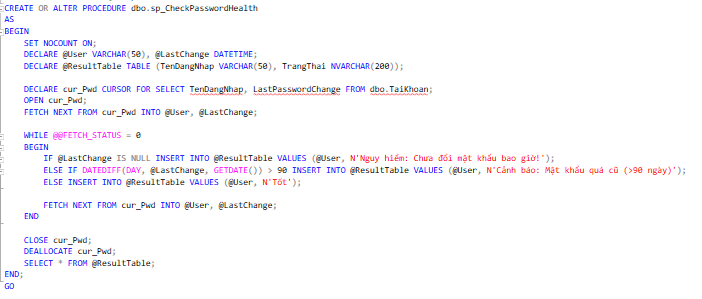 CREATE OR ALTER PROCEDURE dbo.sp_CheckPasswordHealth
AS
BEGIN
    SET NOCOUNT ON;
    DECLARE @User VARCHAR(50), @LastChange DATETIME;
    DECLARE @ResultTable TABLE (TenDangNhap VARCHAR(50), TrangThai NVARCHAR(200));

    DECLARE cur_Pwd CURSOR FOR SELECT TenDangNhap, LastPasswordChange FROM dbo.TaiKhoan;
    OPEN cur_Pwd;
    FETCH NEXT FROM cur_Pwd INTO @User, @LastChange;

    WHILE @@FETCH_STATUS = 0
    BEGIN
        IF @LastChange IS NULL INSERT INTO @ResultTable VALUES (@User, N'Nguy hiểm: Chưa đổi mật khẩu bao giờ!');
        ELSE IF DATEDIFF(DAY, @LastChange, GETDATE()) > 90 INSERT INTO @ResultTable VALUES (@User, N'Cảnh báo: Mật khẩu quá cũ (>90 ngày)');
        ELSE INSERT INTO @ResultTable VALUES (@User, N'Tốt');

        FETCH NEXT FROM cur_Pwd INTO @User, @LastChange;
    END

    CLOSE cur_Pwd;
    DEALLOCATE cur_Pwd;
    SELECT * FROM @ResultTable;
END;
GO